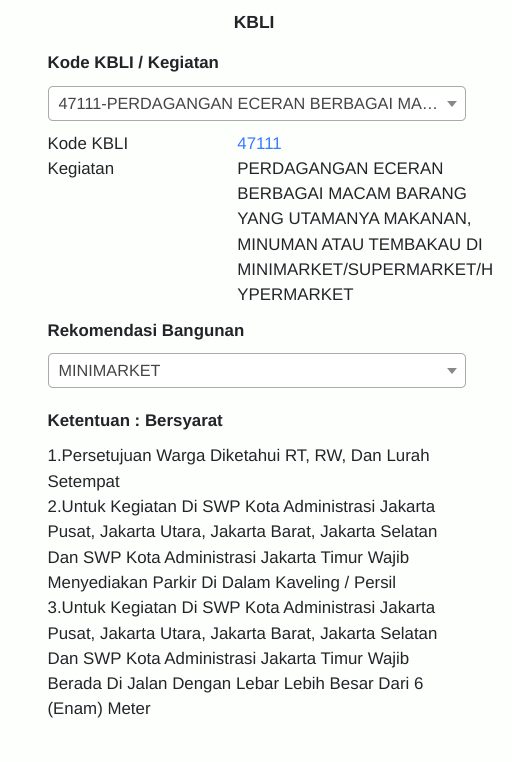 KBLI
Kode KBLI / Kegiatan
47111-PERDAGANGAN ECERAN BERBAGAI MA...
Kode KBLI 47111
Kegiatan PERDAGANGAN ECERAN
BERBAGAI MACAM BARANG
YANG UTAMANYA MAKANAN,
MINUMAN ATAU TEMBAKAU DI
MINIMARKET/SUPERMARKET/H
YPERMARKET
Rekomendasi Bangunan
MINIMARKET
Ketentuan : Bersyarat
1.Persetujuan Warga Diketahui RT, RW, Dan Lurah
Setempat
2.Untuk Kegiatan Di SWP Kota Administrasi Jakarta
Pusat, Jakarta Utara, Jakarta Barat, Jakarta Selatan
Dan SWP Kota Administrasi Jakarta Timur Wajib
Menyediakan Parkir Di Dalam Kaveling / Persil
3.Untuk Kegiatan Di SWP Kota Administrasi Jakarta
Pusat, Jakarta Utara, Jakarta Barat, Jakarta Selatan
Dan SWP Kota Administrasi Jakarta Timur Wajib
Berada Di Jalan Dengan Lebar Lebih Besar Dari 6
(Enam) Meter